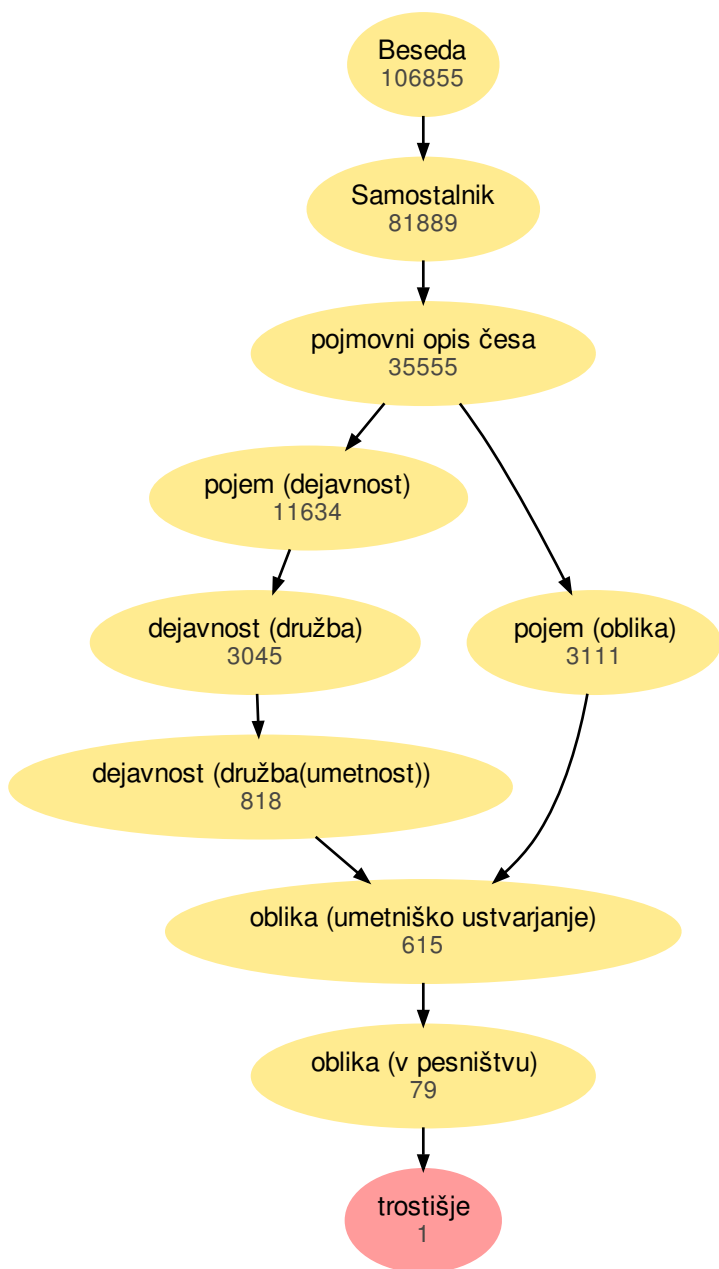 Beseda
106855
Samostalnik
81889
pojmovni opis česa
35555
pojem (dejavnost)
11634
dejavnost (družba)
3045
pojem (oblika)
3111
dejavnost (družba(umetnost))
818
oblika (umetniško ustvarjanje)
615
oblika (v pesništvu)
79
trostišje
1